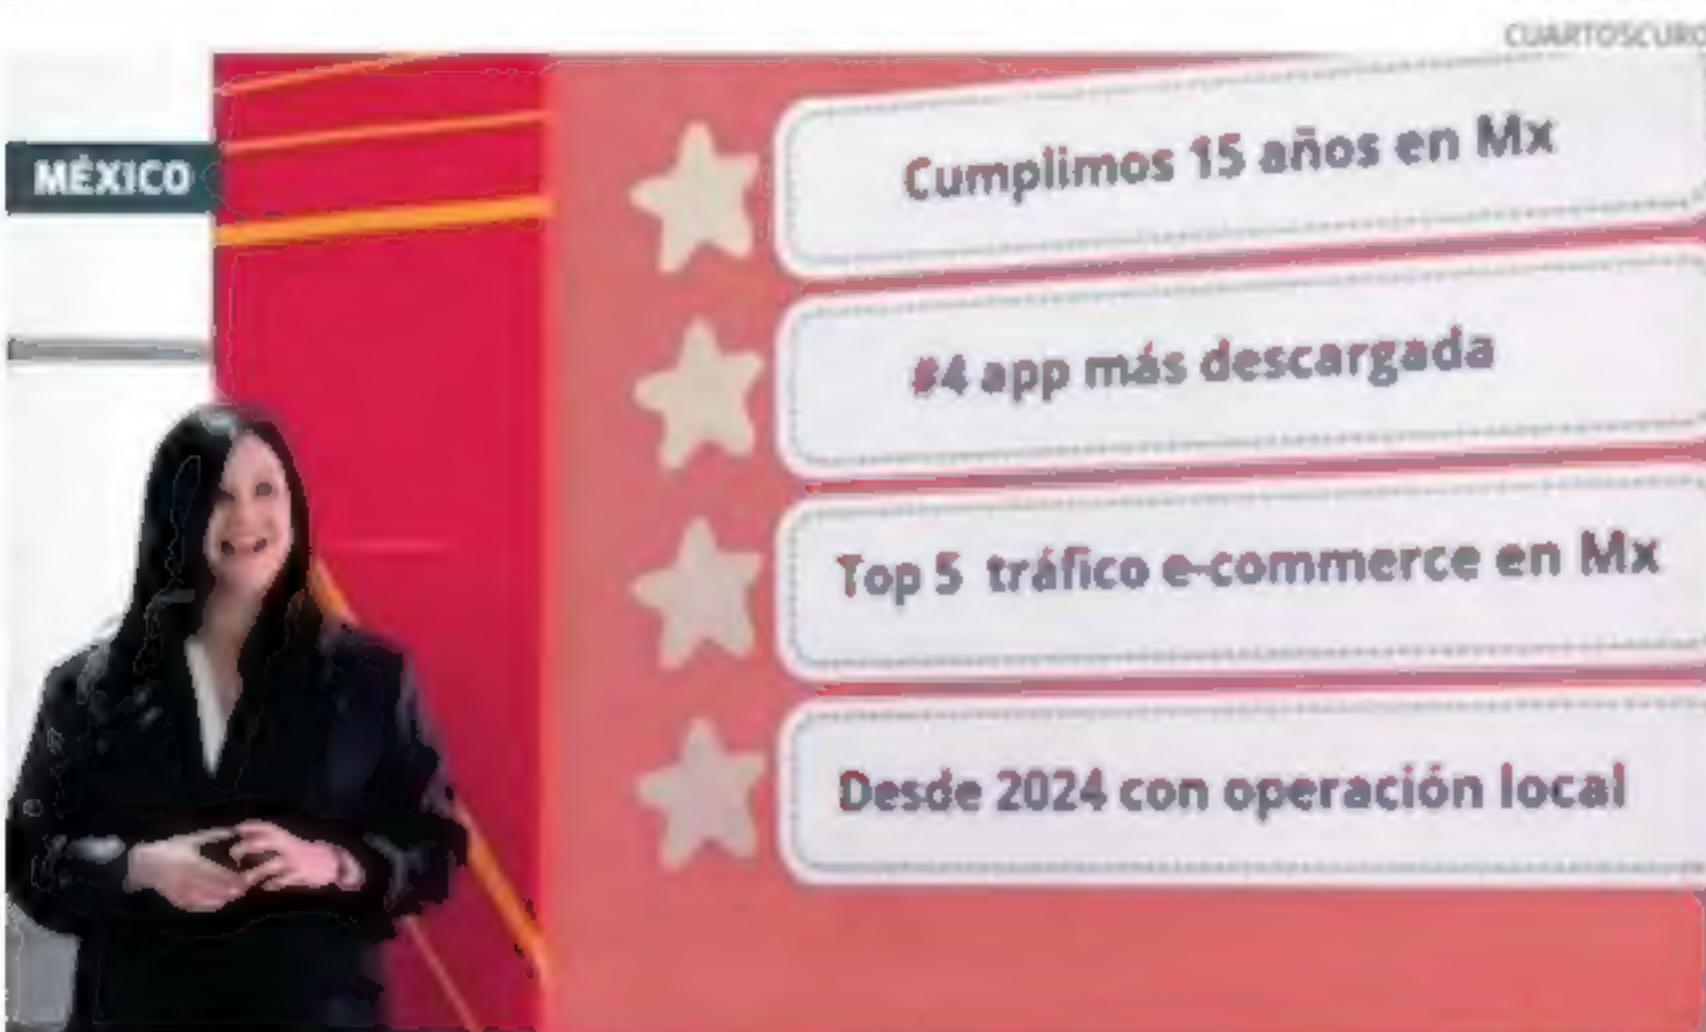 CUARTOSCURO
MÉXICO
Cumplimos 15 años en Mx
#4 app más descargada
Top 5 tráfico e-commerce en Mx
Desde 2024 con operación local